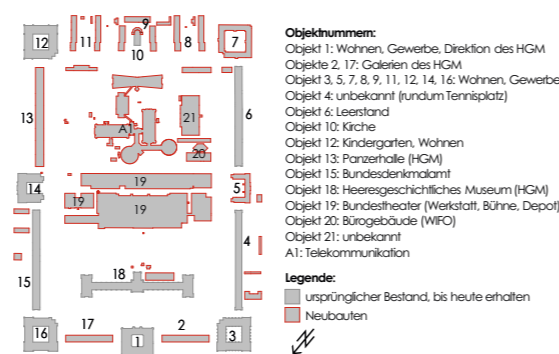 9
12
11
10
8
7
13
A1
21
6
20
19
14
19
19
5
4
18
15
16
17
1
2
3
Objektnummern:
Objekt 1: Wohnen, Gewerbe, Direktion des HGM
Objekte 2, 17: Galerien des HGM
Objekt 3, 5, 7, 8, 9, 11, 12, 14, 16: Wohnen, Gewerbe
Objekt 4: unbekannt (rundum Tennisplatz)
Objekt 6: Leerstand
Objekt 10: Kirche
Objekt 12: Kindergarten, Wohnen
Objekt 13: Panzerhalle (HGM)
Objekt 15: Bundesdenkmalamt
Objekt 18: Heeresgeschichtliches Museum (HGM)
Objekt 19: Bundestheater (Werkstatt, Bühne, Depot)
Objekt 20: Bürogebäude (WIFO)
Objekt 21: unbekannt
A1: Telekommunikation
Legende:
ursprünglicher Bestand, bis heute erhalten
Neubauten